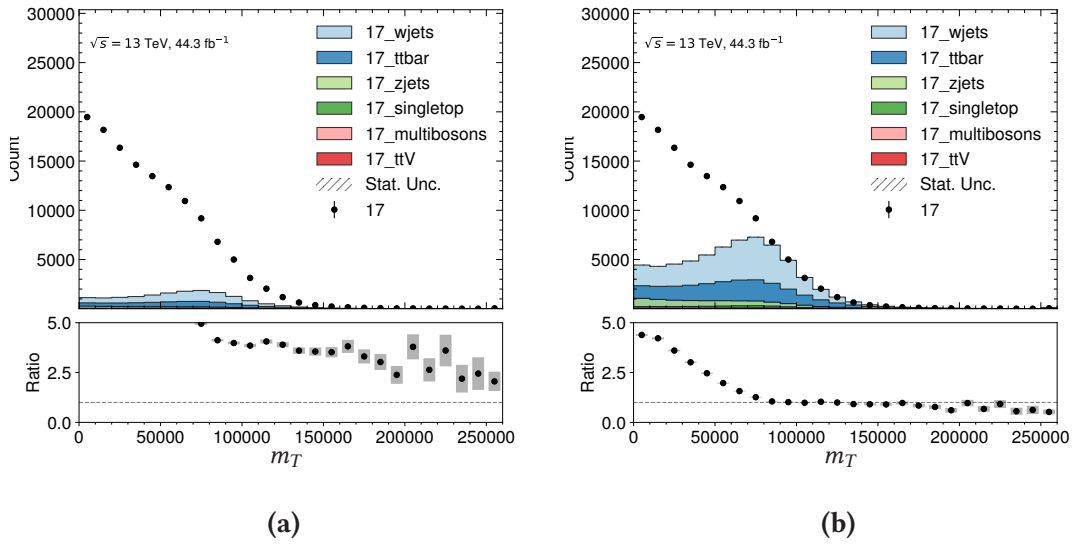 30000
25000
20000
15000
10000
5000
Count
√s = 13 TeV, 44.3 fb⁻¹
17_wjets
17_ttbar
17_zjets
17_singletop
17_multibosons
17_ttV
Stat. Unc.
17
5.0
2.5
0.0
Ratio
0 50000 100000 150000 200000 250000
m_T
(a)
30000
25000
20000
15000
10000
5000
Count
√s = 13 TeV, 44.3 fb⁻¹
17_wjets
17_ttbar
17_zjets
17_singletop
17_multibosons
17_ttV
Stat. Unc.
17
5.0
2.5
0.0
Ratio
0 50000 100000 150000 200000 250000
m_T
(b)